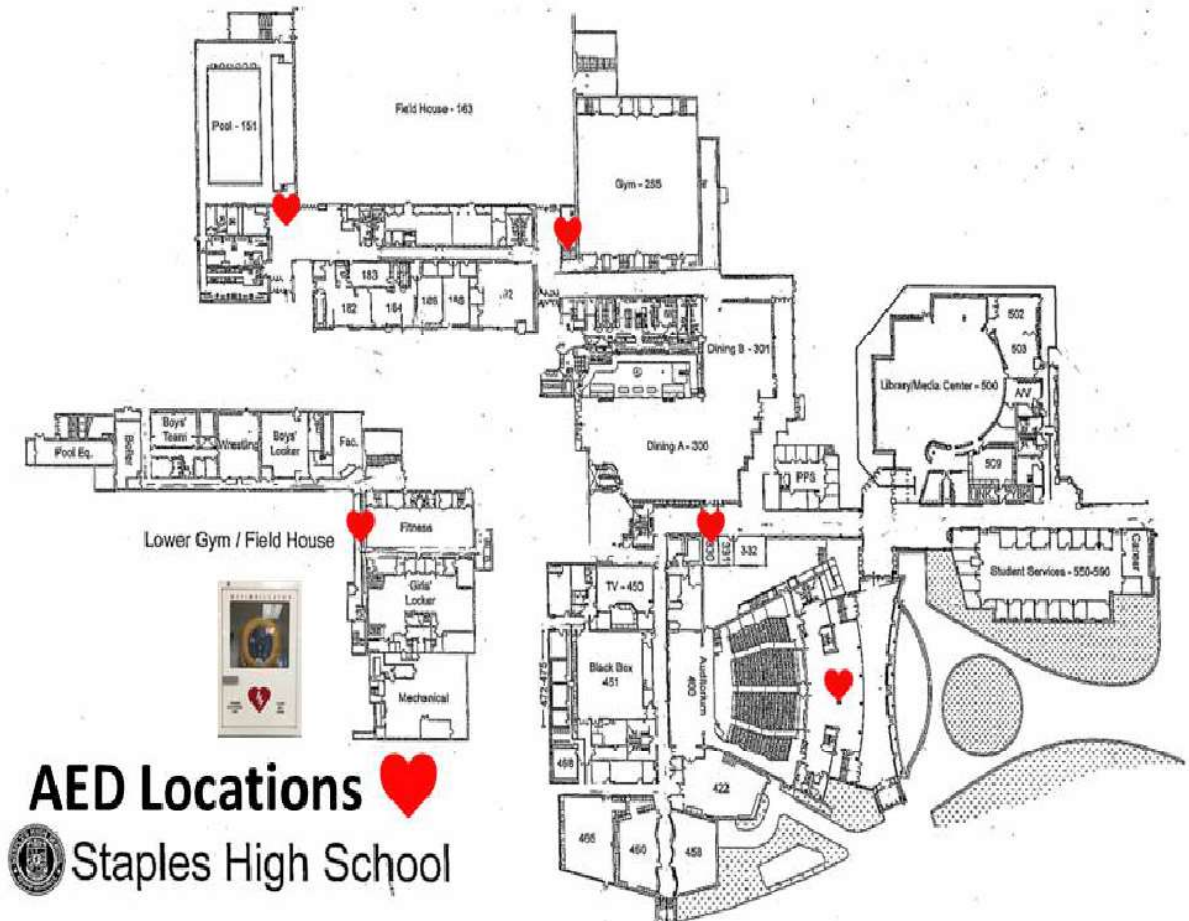 Pool - 151
Field House - 163
Gym - 255
183
182
184
186
188
Dining B - 301
502
503
Library/Media Center - 500
A/V
509
Dining A - 300
PPS
Boys'
Team
Wrestling
Boys'
Locker
Fac.
Pool Eq.
Boiler
Fitness
Lower Gym / Field House
Girls'
Locker
Mechanical
330
331
332
Student Services - 550-590
Career
TV - 450
Black Box
451
472-475
Auditorium
400
468
422
465
460
458
AED Locations
Staples High School